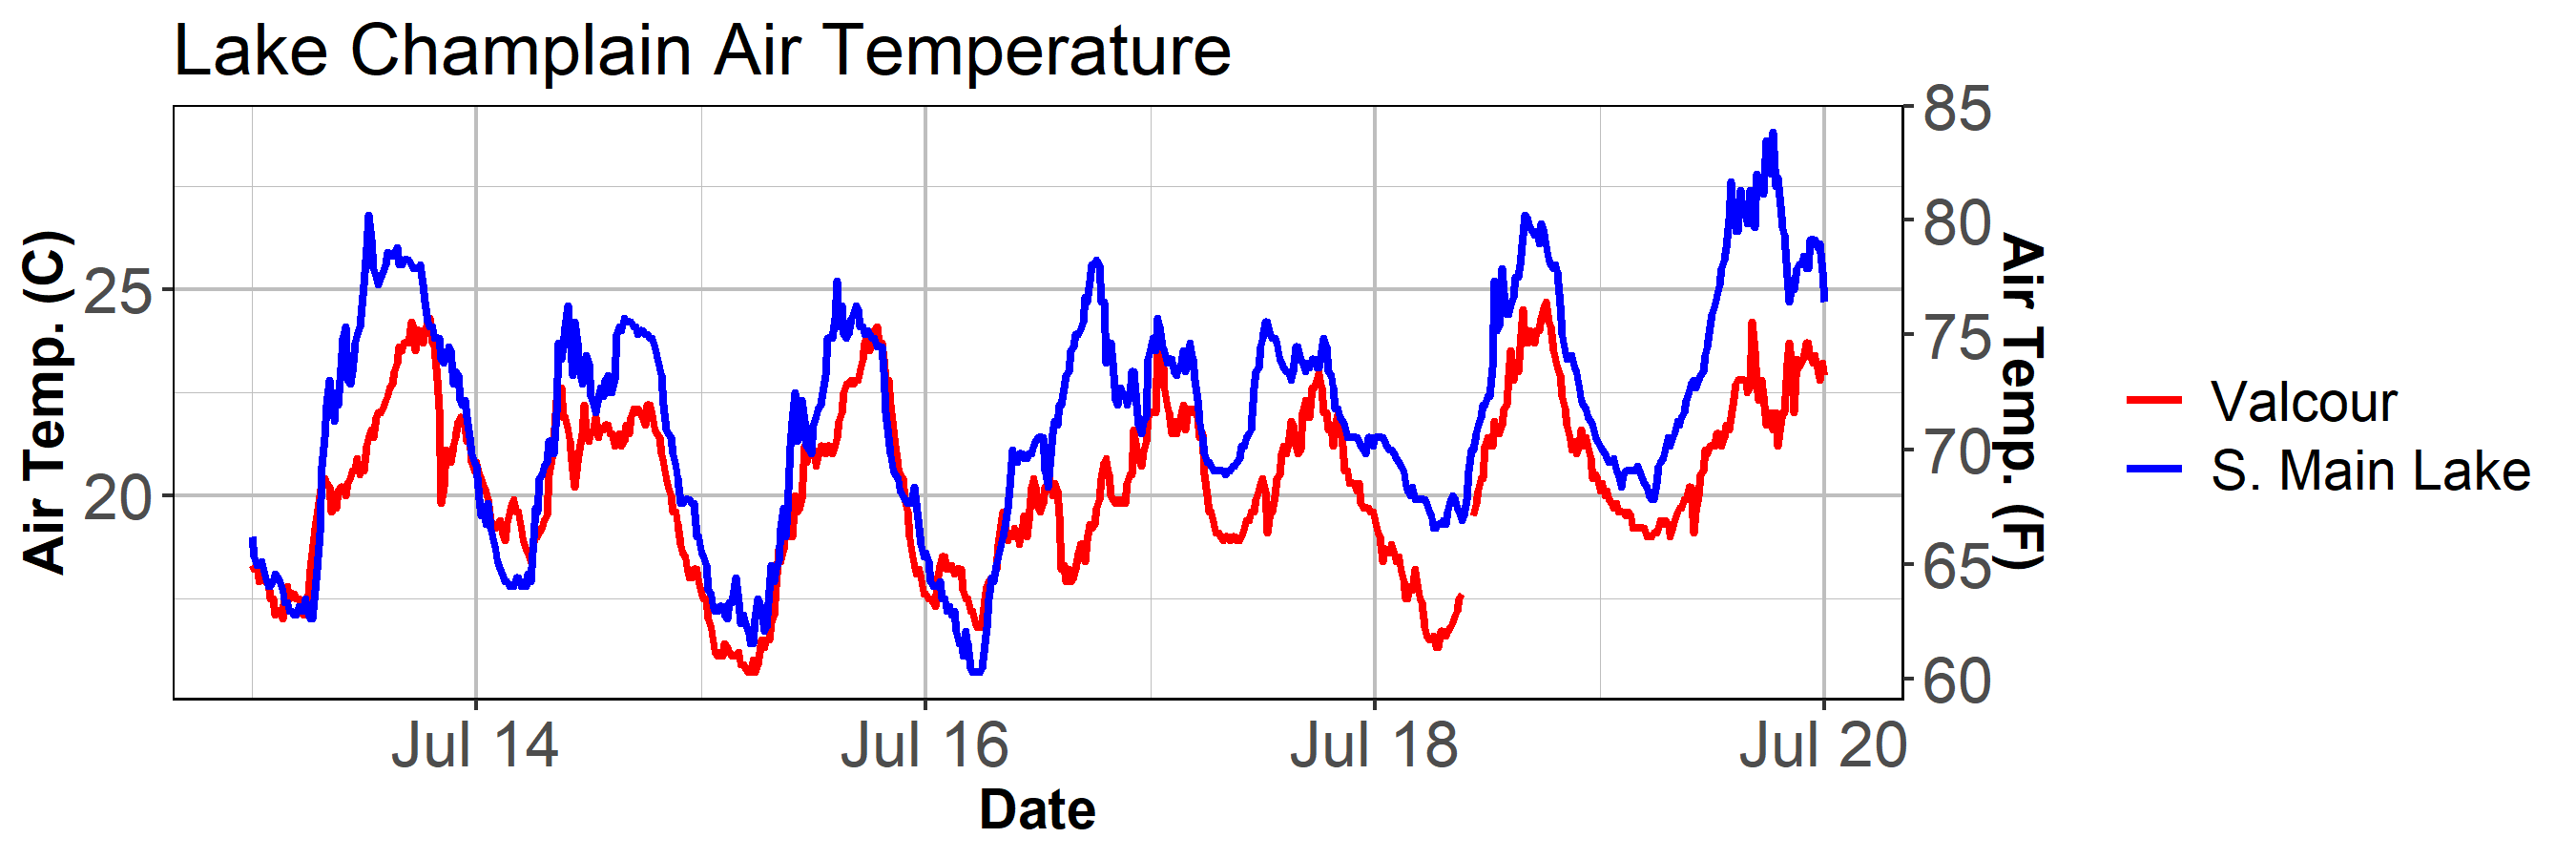 Lake Champlain Air Temperature
Air Temp. (C)
25
20
85
80
75
70
65
60
Air Temp. (F)
Jul 14
Jul 16
Jul 18
Jul 20
Date
Valcour
S. Main Lake